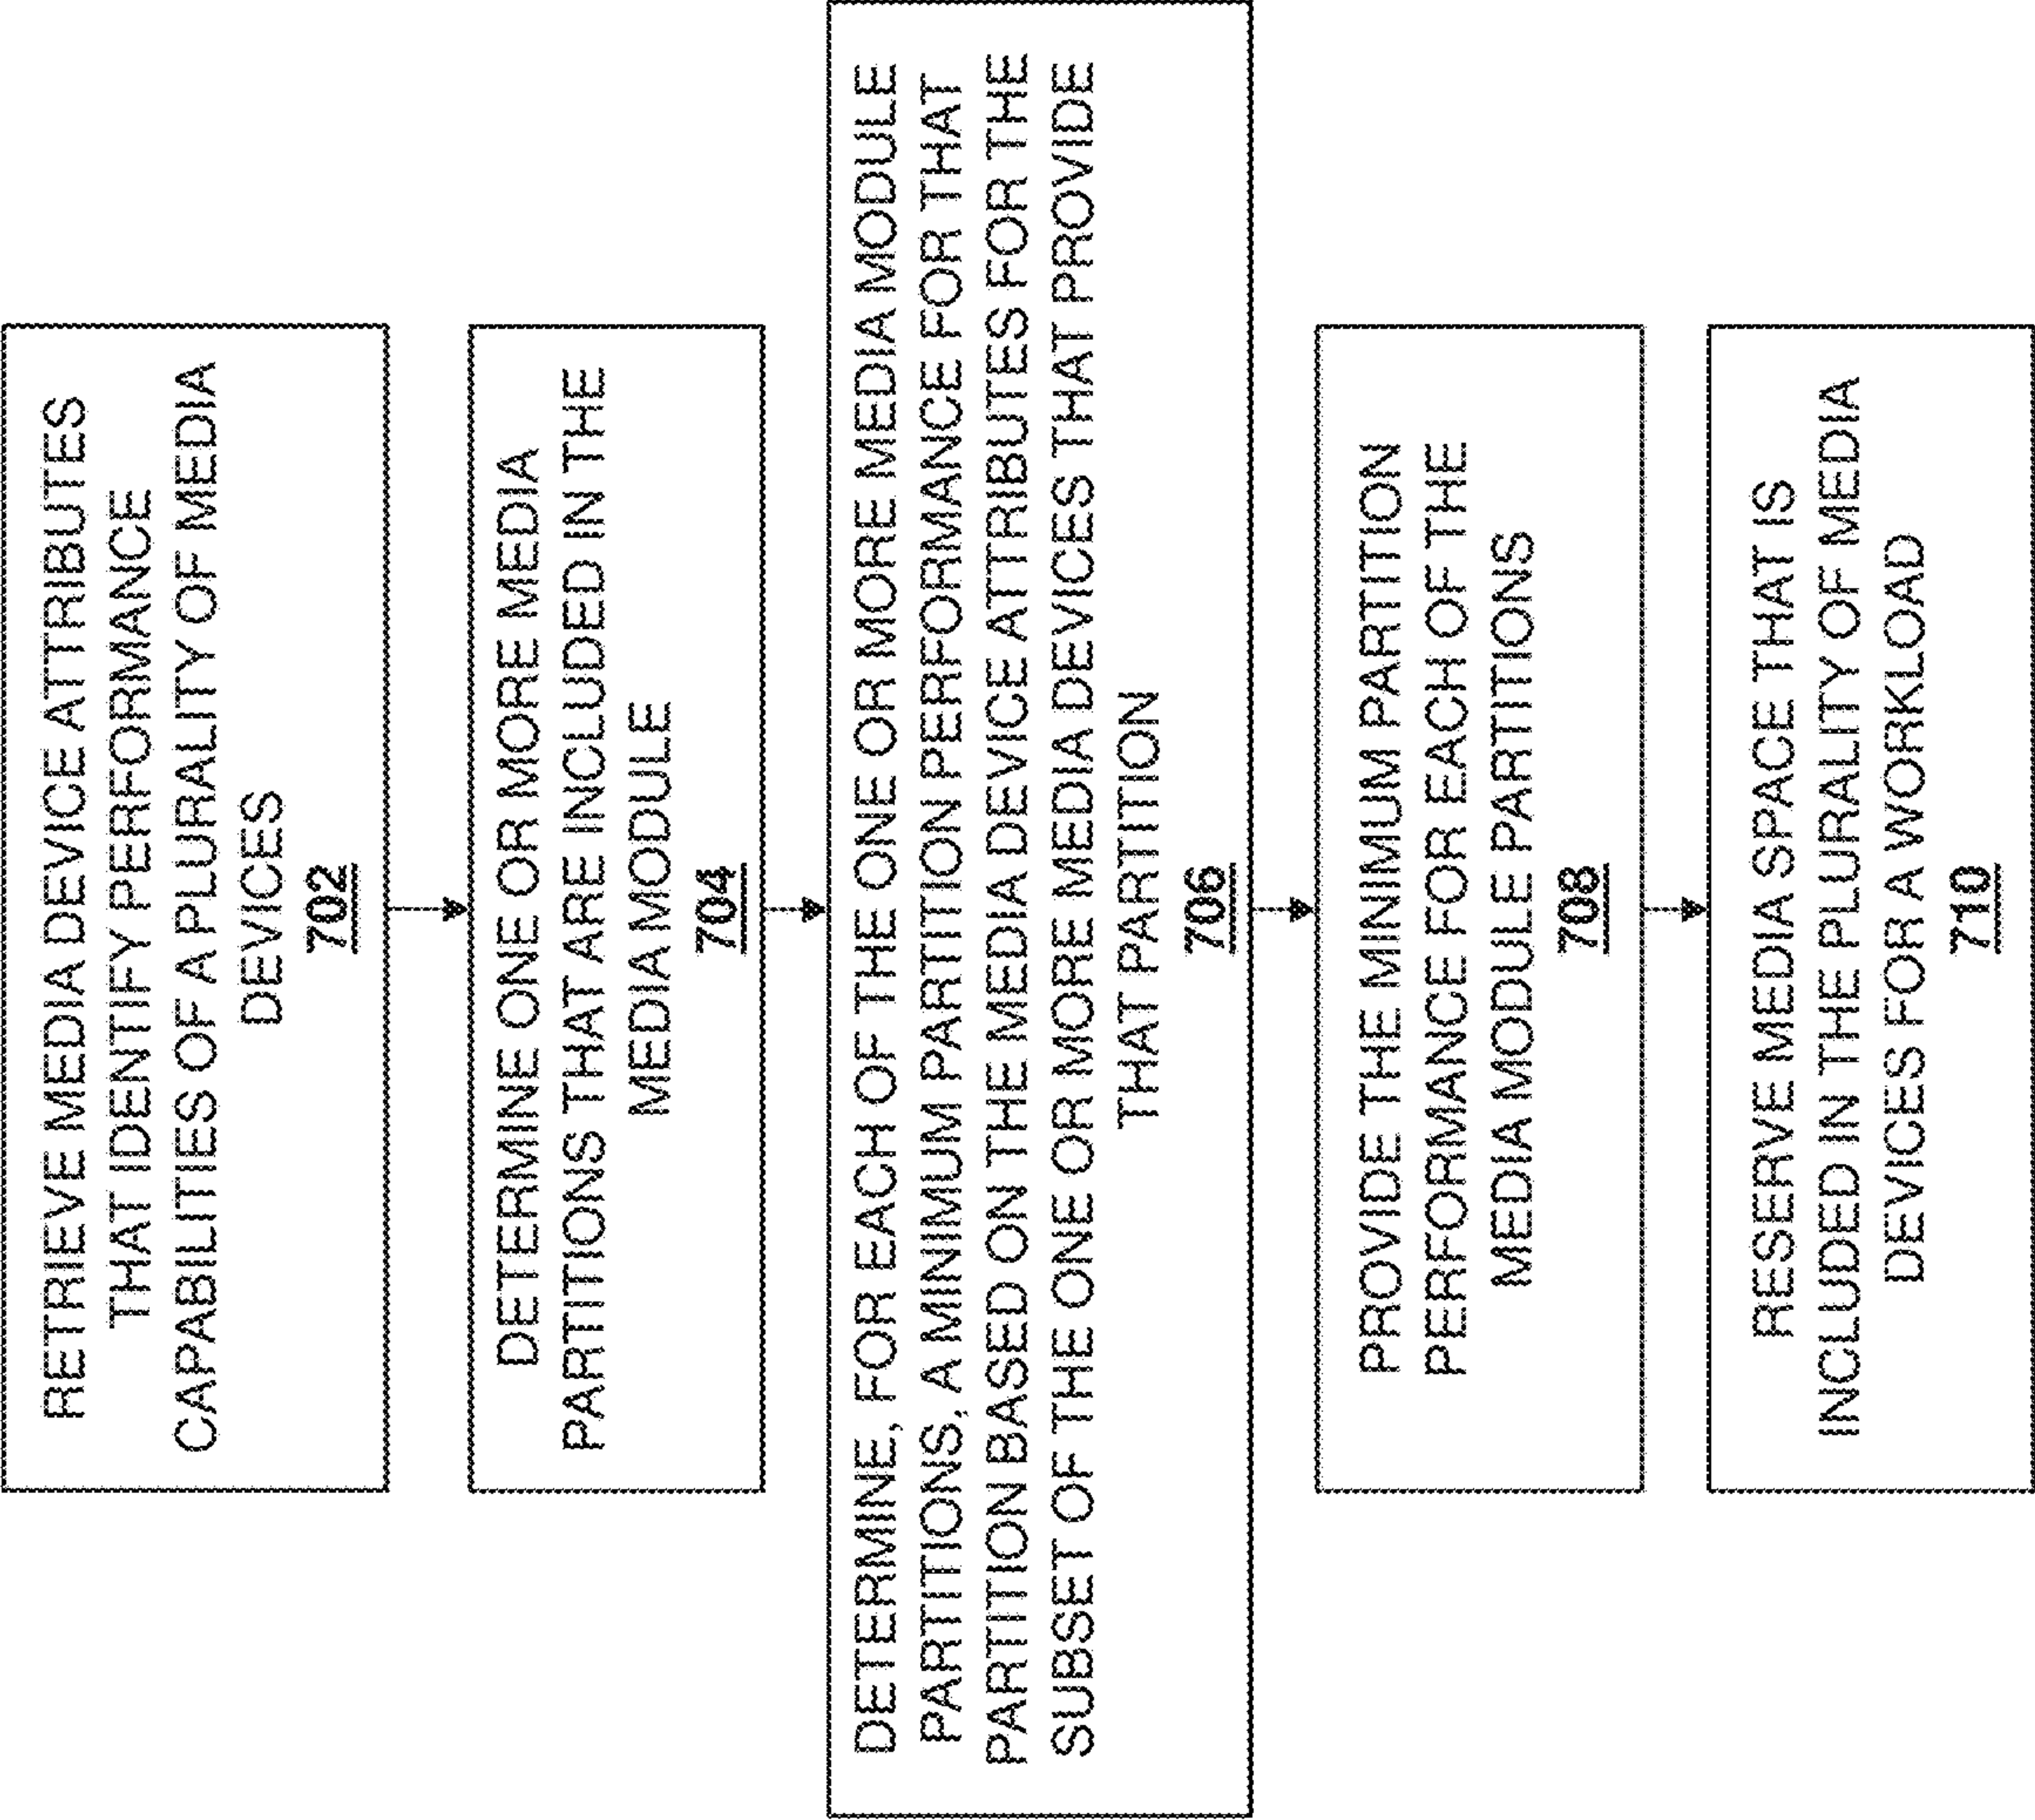 RETRIEVE MEDIA DEVICE ATTRIBUTES
THAT IDENTIFY PERFORMANCE
CAPABILITIES OF A PLURALITY OF MEDIA
DEVICES
702
DETERMINE ONE OR MORE MEDIA
PARTITIONS THAT ARE INCLUDED IN THE
MEDIA MODULE
704
DETERMINE, FOR EACH OF THE ONE OR MORE MEDIA MODULE
PARTITIONS, A MINIMUM PARTITION PERFORMANCE FOR THAT
PARTITION BASED ON THE MEDIA DEVICE ATTRIBUTES FOR THE
SUBSET OF THE ONE OR MORE MEDIA DEVICES THAT PROVIDE
THAT PARTITION
706
PROVIDE THE MINIMUM PARTITION
PERFORMANCE FOR EACH OF THE
MEDIA MODULE PARTITIONS
708
RESERVE MEDIA SPACE THAT IS
INCLUDED IN THE PLURALITY OF MEDIA
DEVICES FOR A WORKLOAD
710